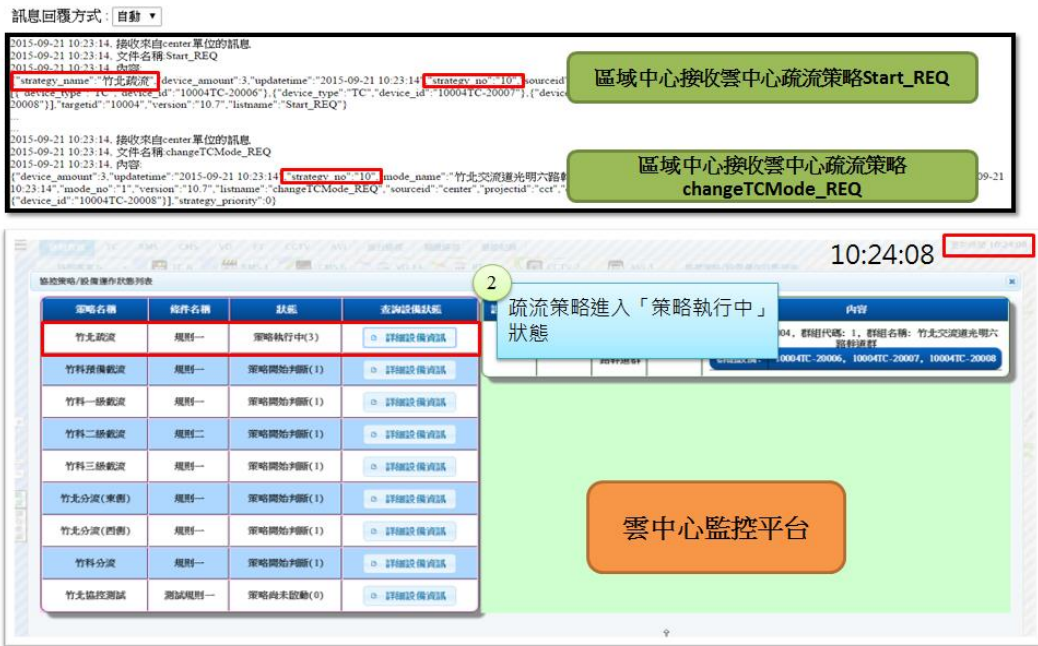 訊息回覆方式 : 自動
2015-09-21 10:23:14, 接收來自center單位的訊息
2015-09-21 10:23:14, 文件名稱:Start_REQ
2015-09-21 10:23:14, 內容:
"strategy_name":"竹北疏流", device_amount":3,"updatetime":"2015-09-21 10:23:14" "strategy_no":"10", sourceid"
"device_type":"TC","device_id":"10004TC-20006"},{"device_type":"TC","device_id":"10004TC-20007"},{"devic
20008"}],"targetid":"10004","version":"10.7","listname":"Start_REQ"}
區域中心接收雲中心疏流策略Start_REQ
...
2015-09-21 10:23:14, 接收來自center單位的訊息
2015-09-21 10:23:14, 文件名稱:changeTCMode_REQ
2015-09-21 10:23:14, 內容:
{"device_amount":3,"updatetime":"2015-09-21 10:23:14" "strategy_no":"10", mode_name":"竹北交流道光明六路幹
09-21
10:23:14","mode_no":"1","version":"10.7","listname":"changeTCMode_REQ","sourceid":"center","projectid":"cct","
{"device_id":"10004TC-20008"}],"strategy_priority":0}
區域中心接收雲中心疏流策略
changeTCMode_REQ
10:24:08
10:24:08
協控策略/設備運作狀態列表
2
疏流策略進入「策略執行中」
狀態
策略名稱 條件名稱 狀態 查詢設備狀態
內容
竹北疏流 規則一 策略執行中(3) 詳細設備資訊
004, 群組代碼: 1, 群組名稱: 竹北交流道光明六
路幹道群
10004TC-20006, 10004TC-20007, 10004TC-20008
竹科預備截流 規則一 策略開始判斷(1) 詳細設備資訊
竹科一級截流 規則一 策略開始判斷(1) 詳細設備資訊
竹科二級截流 規則二 策略開始判斷(1) 詳細設備資訊
竹科三級截流 規則一 策略開始判斷(1) 詳細設備資訊
竹北分流(東側) 規則一 策略開始判斷(1) 詳細設備資訊
竹北分流(西側) 規則一 策略開始判斷(1) 詳細設備資訊
竹科分流 規則一 策略開始判斷(1) 詳細設備資訊
竹北協控測試 測試規則一 策略尚未啟動(0) 詳細設備資訊
雲中心監控平台